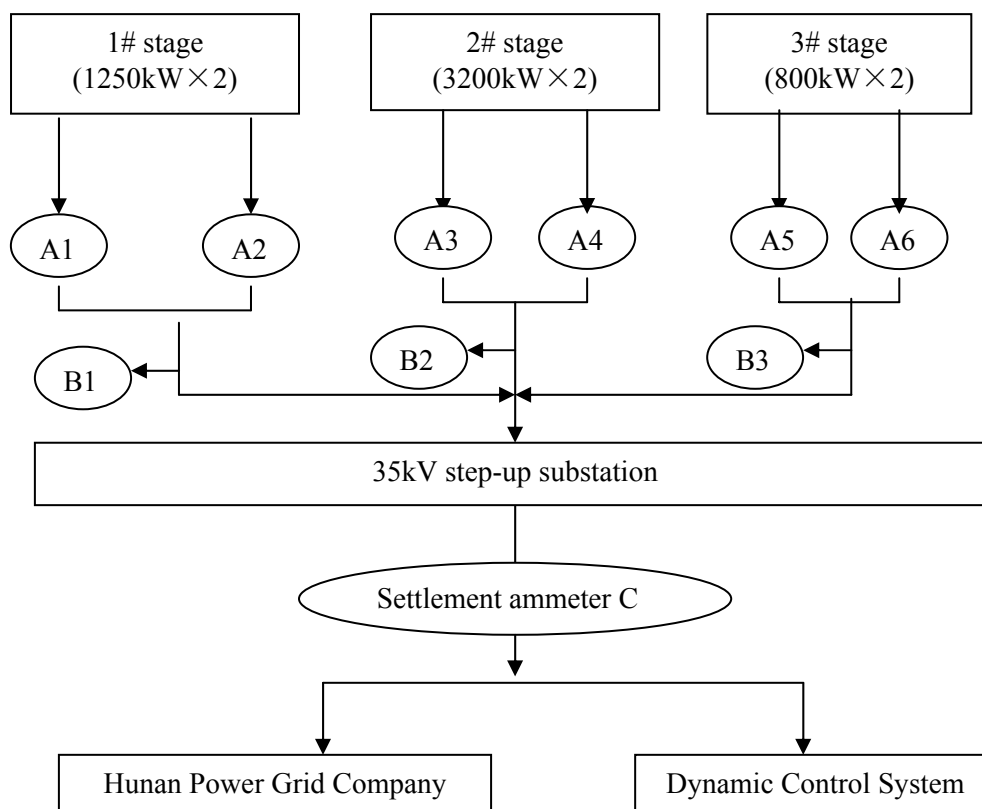 1# stage
(1250kW×2)
2# stage
(3200kW×2)
3# stage
(800kW×2)
A1
A2
A3
A4
A5
A6
B1
B2
B3
35kV step-up substation
Settlement ammeter C
Hunan Power Grid Company
Dynamic Control System